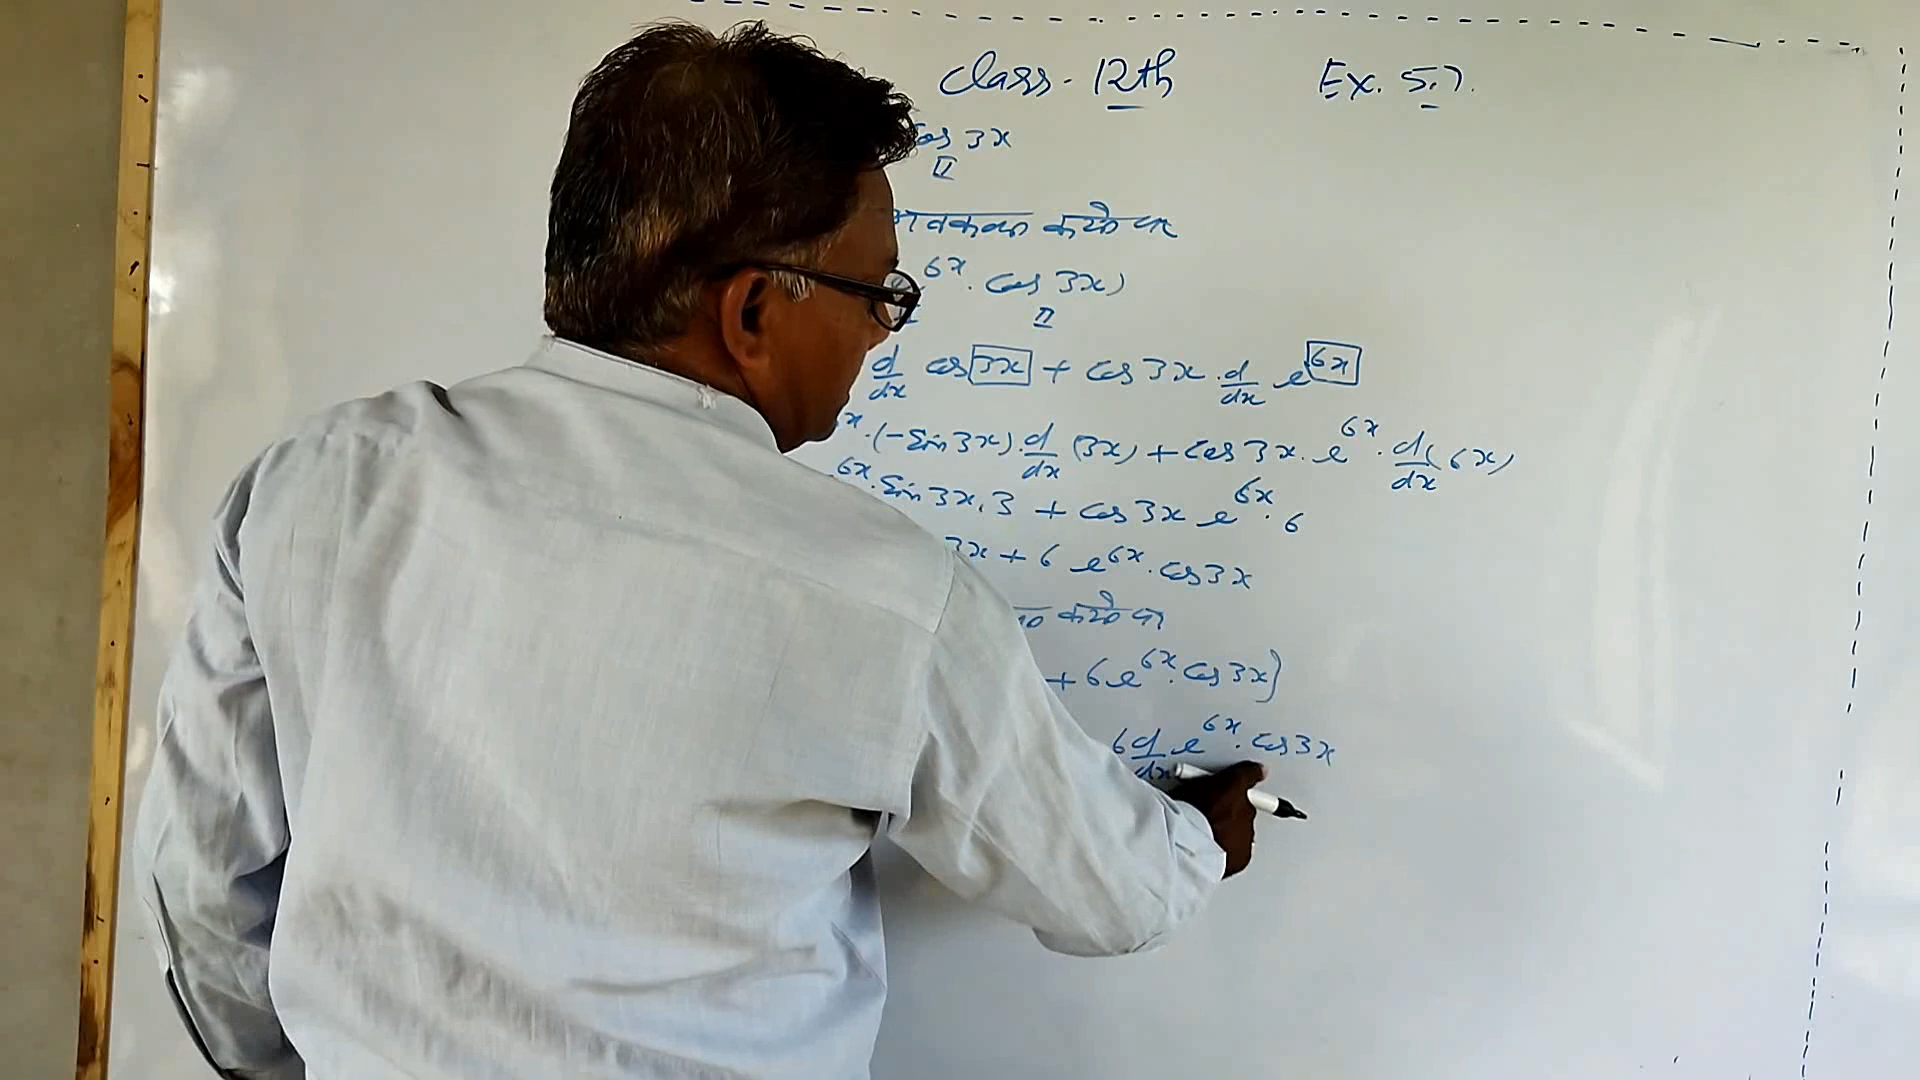 Class - 12th Ex. 5.7.
Cos 3x
II
करने पर
6x . Cos 3x)
II
d/dx cos 3x + cos 3x . d/dx e^6x
x . (-Sin 3x) . d/dx (3x) + cos 3x . e^6x . d/dx (6x)
6x . Sin 3x . 3 + cos 3x e^6x . 6
3x + 6 e^6x . cos 3x
करने पर
+ 6 e^6x . cos 3x)
6 d/dx e^6x . cos 3x